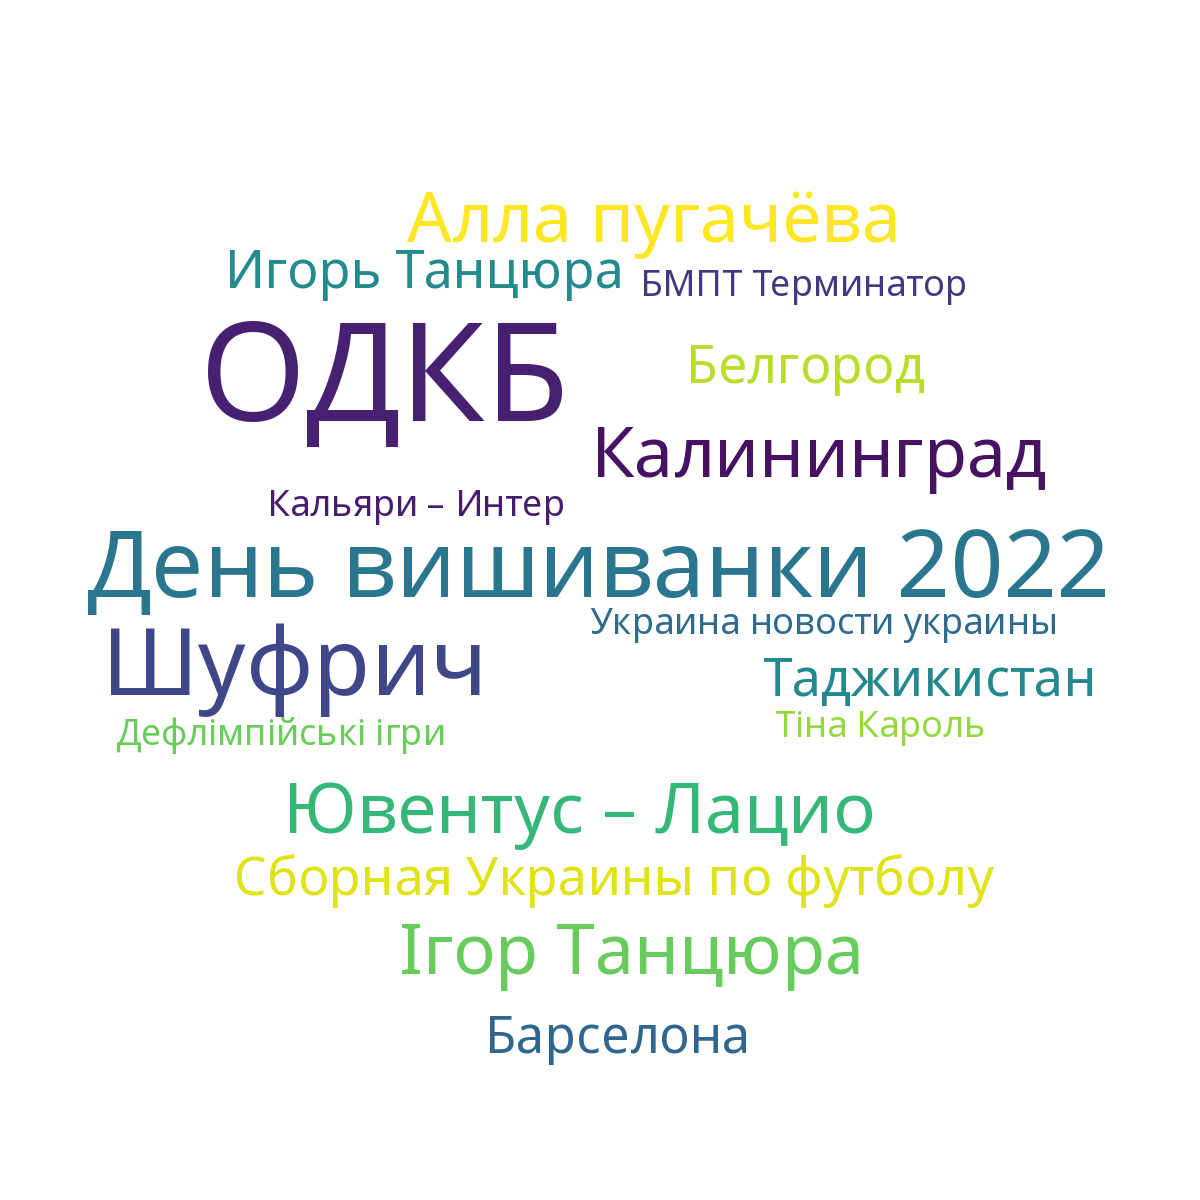 Алла пугачёва
Игорь Танцюра
БМПТ Терминатор
ОДКБ
Белгород
Калининград
Кальяри – Интер
День вишиванки 2022
Украина новости украины
Шуфрич
Таджикистан
Дефлімпійські ігри
Тіна Кароль
Ювентус – Лацио
Сборная Украины по футболу
Ігор Танцюра
Барселона